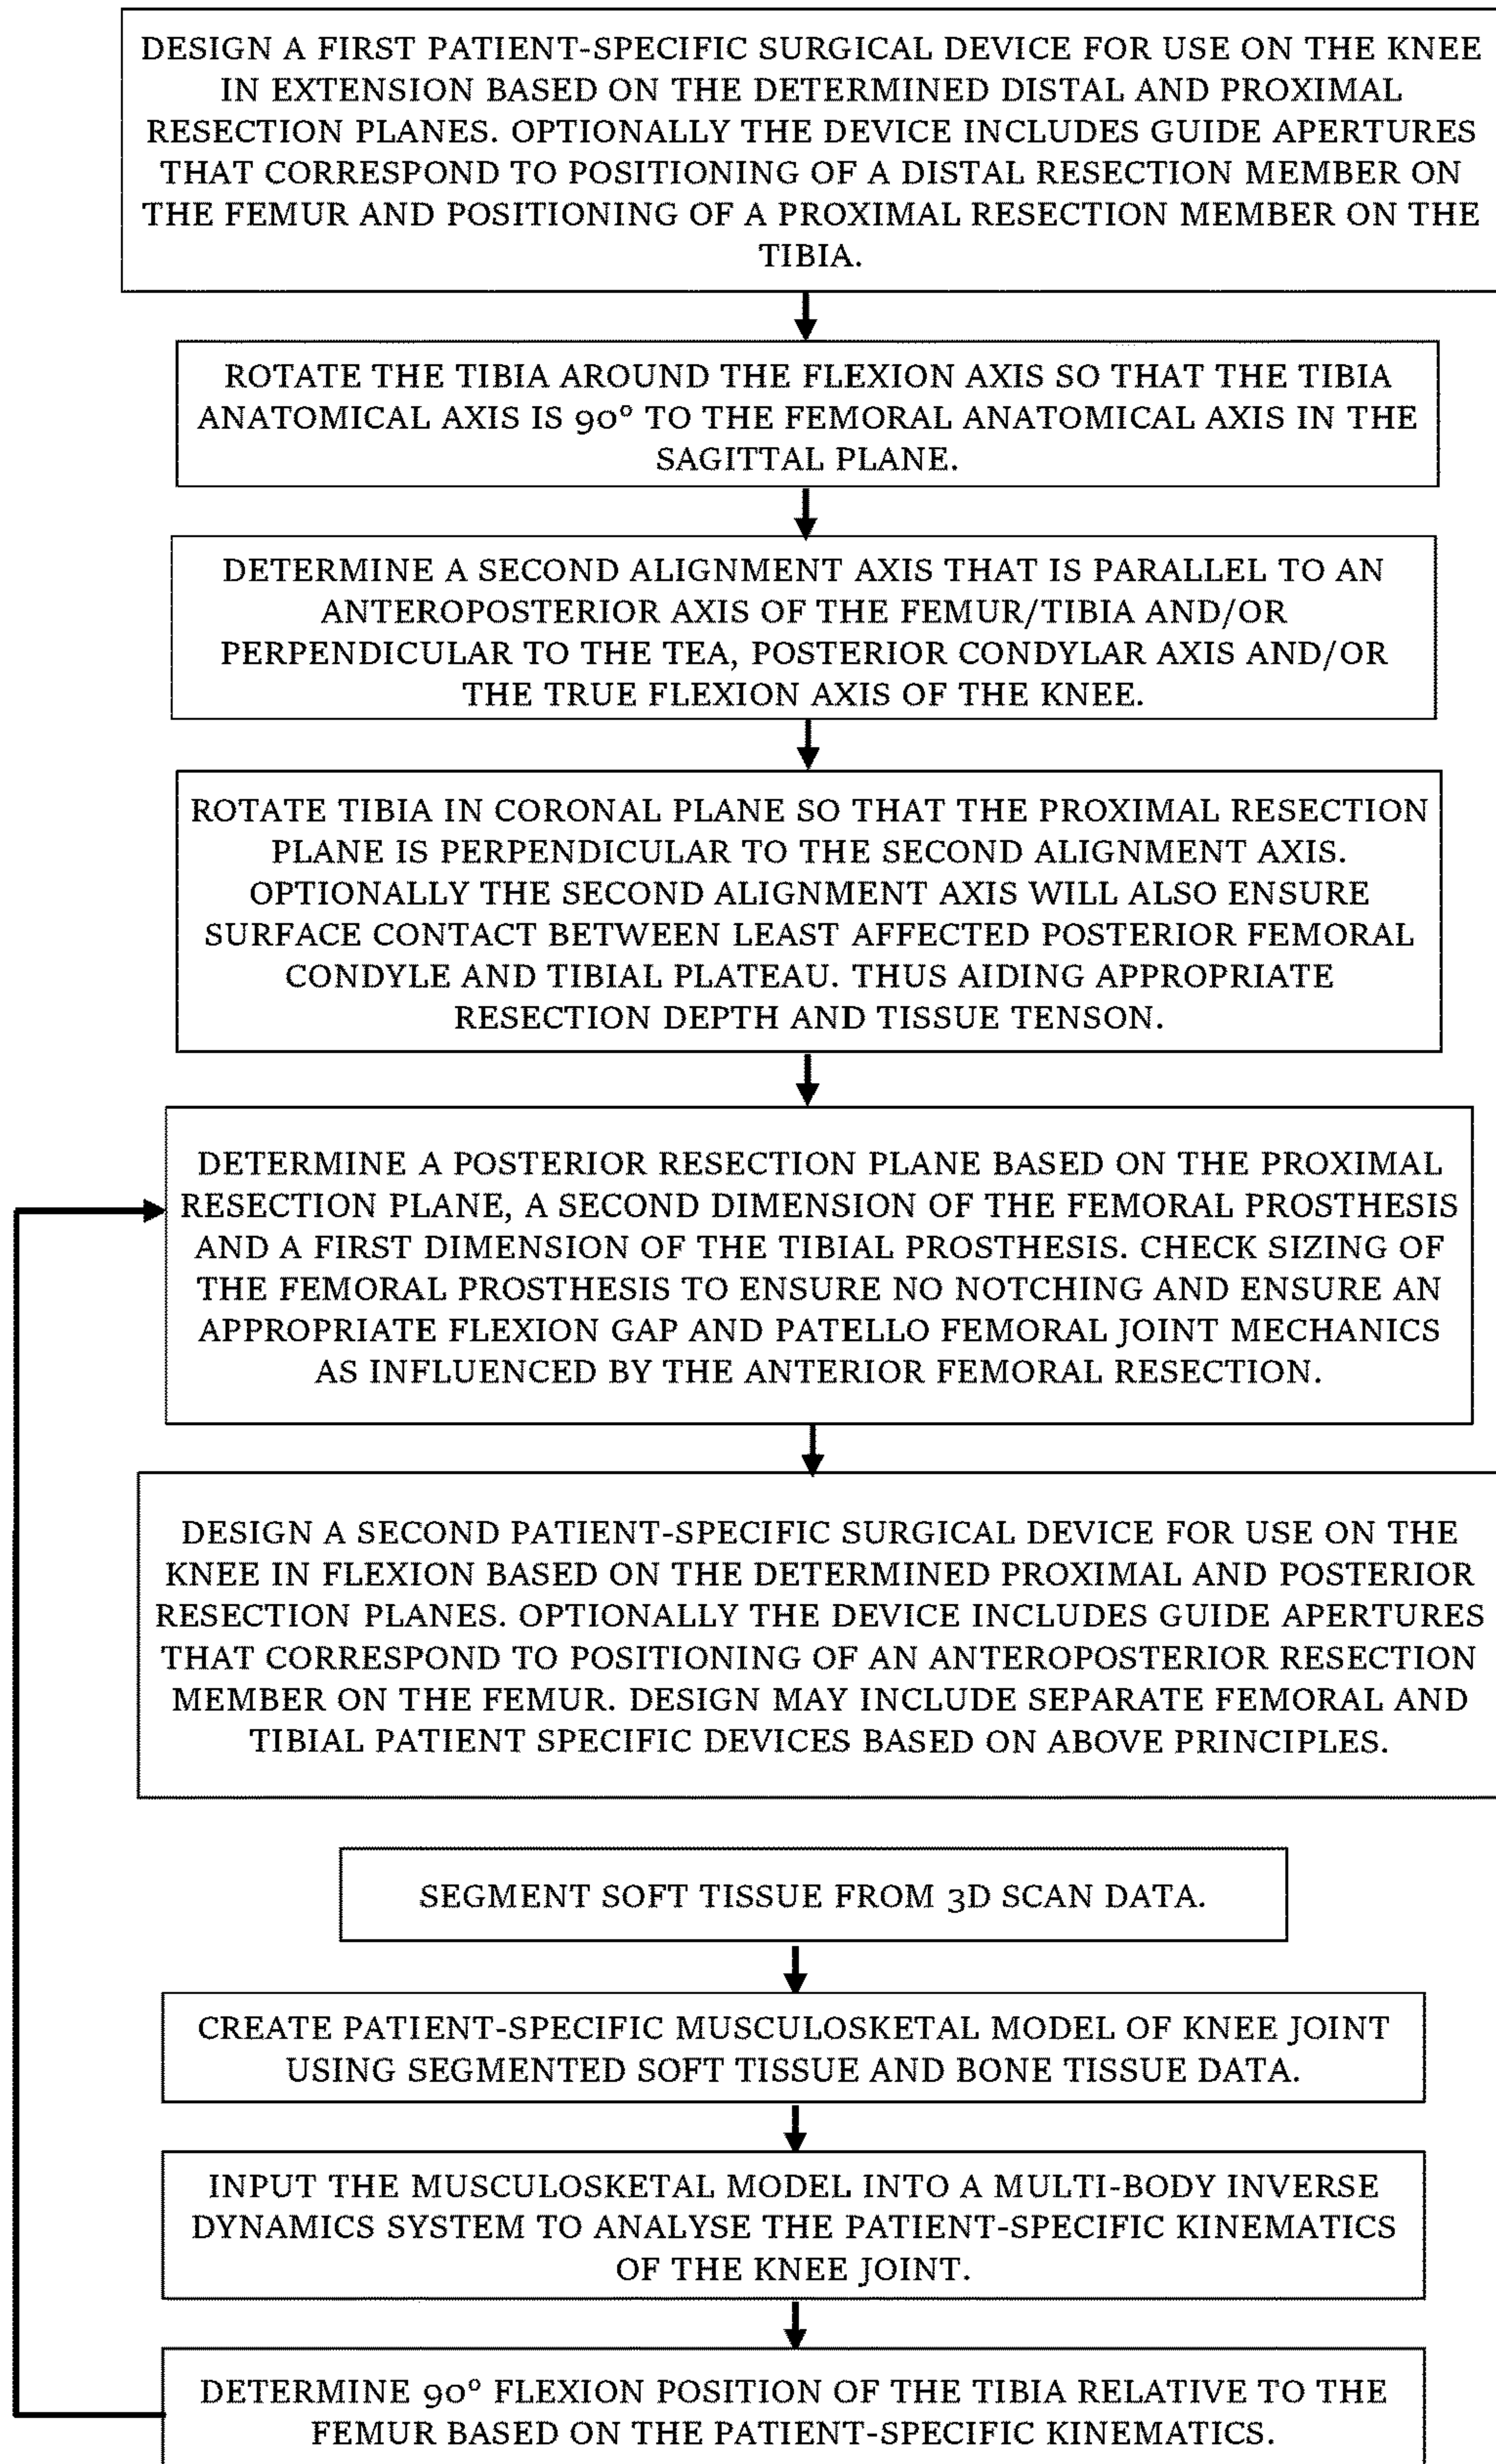 DESIGN A FIRST PATIENT-SPECIFIC SURGICAL DEVICE FOR USE ON THE KNEE
IN EXTENSION BASED ON THE DETERMINED DISTAL AND PROXIMAL
RESECTION PLANES. OPTIONALLY THE DEVICE INCLUDES GUIDE APERTURES
THAT CORRESPOND TO POSITIONING OF A DISTAL RESECTION MEMBER ON
THE FEMUR AND POSITIONING OF A PROXIMAL RESECTION MEMBER ON THE
TIBIA.
ROTATE THE TIBIA AROUND THE FLEXION AXIS SO THAT THE TIBIA
ANATOMICAL AXIS IS 90° TO THE FEMORAL ANATOMICAL AXIS IN THE
SAGITTAL PLANE.
DETERMINE A SECOND ALIGNMENT AXIS THAT IS PARALLEL TO AN
ANTEROPOSTERIOR AXIS OF THE FEMUR/TIBIA AND/OR
PERPENDICULAR TO THE TEA, POSTERIOR CONDYLAR AXIS AND/OR
THE TRUE FLEXION AXIS OF THE KNEE.
ROTATE TIBIA IN CORONAL PLANE SO THAT THE PROXIMAL RESECTION
PLANE IS PERPENDICULAR TO THE SECOND ALIGNMENT AXIS.
OPTIONALLY THE SECOND ALIGNMENT AXIS WILL ALSO ENSURE
SURFACE CONTACT BETWEEN LEAST AFFECTED POSTERIOR FEMORAL
CONDYLE AND TIBIAL PLATEAU. THUS AIDING APPROPRIATE
RESECTION DEPTH AND TISSUE TENSON.
DETERMINE A POSTERIOR RESECTION PLANE BASED ON THE PROXIMAL
RESECTION PLANE, A SECOND DIMENSION OF THE FEMORAL PROSTHESIS
AND A FIRST DIMENSION OF THE TIBIAL PROSTHESIS. CHECK SIZING OF
THE FEMORAL PROSTHESIS TO ENSURE NO NOTCHING AND ENSURE AN
APPROPRIATE FLEXION GAP AND PATELLO FEMORAL JOINT MECHANICS
AS INFLUENCED BY THE ANTERIOR FEMORAL RESECTION.
DESIGN A SECOND PATIENT-SPECIFIC SURGICAL DEVICE FOR USE ON THE
KNEE IN FLEXION BASED ON THE DETERMINED PROXIMAL AND POSTERIOR
RESECTION PLANES. OPTIONALLY THE DEVICE INCLUDES GUIDE APERTURES
THAT CORRESPOND TO POSITIONING OF AN ANTEROPOSTERIOR RESECTION
MEMBER ON THE FEMUR. DESIGN MAY INCLUDE SEPARATE FEMORAL AND
TIBIAL PATIENT SPECIFIC DEVICES BASED ON ABOVE PRINCIPLES.
SEGMENT SOFT TISSUE FROM 3D SCAN DATA.
CREATE PATIENT-SPECIFIC MUSCULOSKETAL MODEL OF KNEE JOINT
USING SEGMENTED SOFT TISSUE AND BONE TISSUE DATA.
INPUT THE MUSCULOSKETAL MODEL INTO A MULTI-BODY INVERSE
DYNAMICS SYSTEM TO ANALYSE THE PATIENT-SPECIFIC KINEMATICS
OF THE KNEE JOINT.
DETERMINE 90° FLEXION POSITION OF THE TIBIA RELATIVE TO THE
FEMUR BASED ON THE PATIENT-SPECIFIC KINEMATICS.